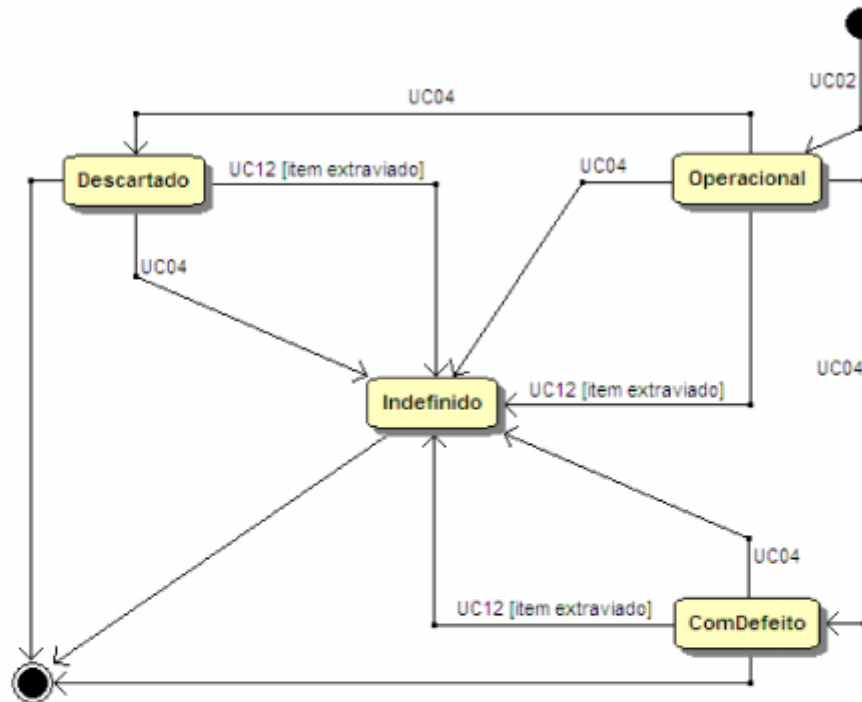 UC02
UC04
Descartado
UC12 [item extraviado]
UC04
Operacional
UC04
UC04
Indefinido
UC12 [item extraviado]
UC04
UC12 [item extraviado]
ComDefeito